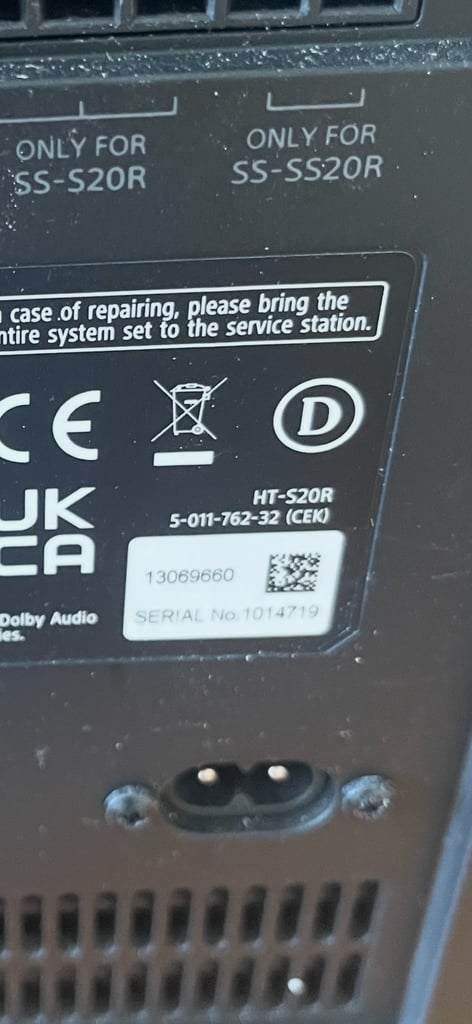 ONLY FOR
SS-S20R
ONLY FOR
SS-SS20R
case of repairing, please bring the
ntire system set to the service station.
CE
D
UK
CA
HT-S20R
5-011-762-32 (CEK)
13069660
SERIAL No. 1014719
Dolby Audio
ies.